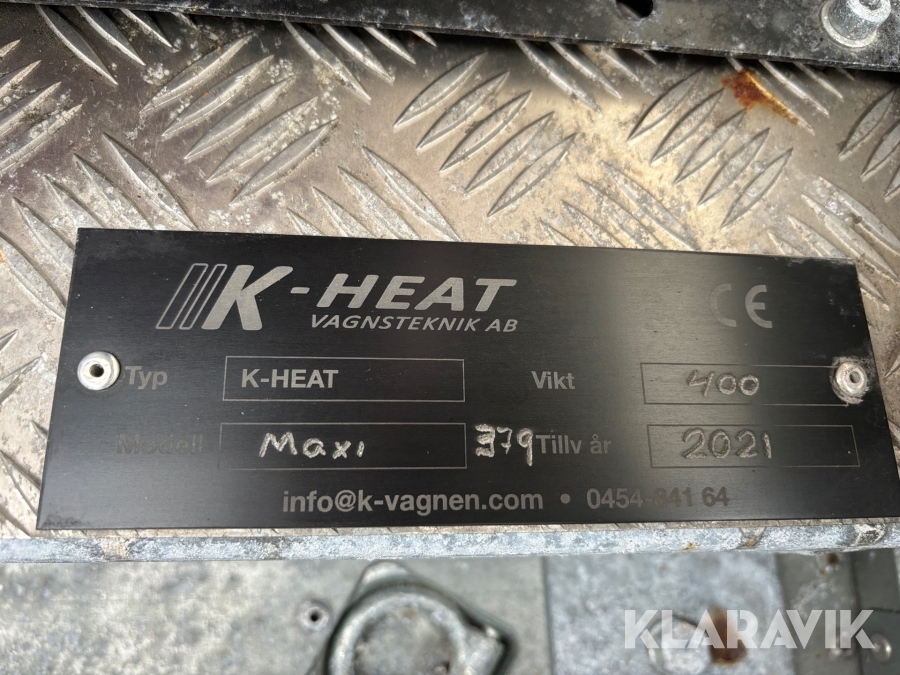 K-HEAT
VAGNSTEKNIK AB
CE
Typ K-HEAT Vikt 400
Modell Maxi 379 Tillv år 2021
info@k-vagnen.com • 0454-341 64
KLARAVIK